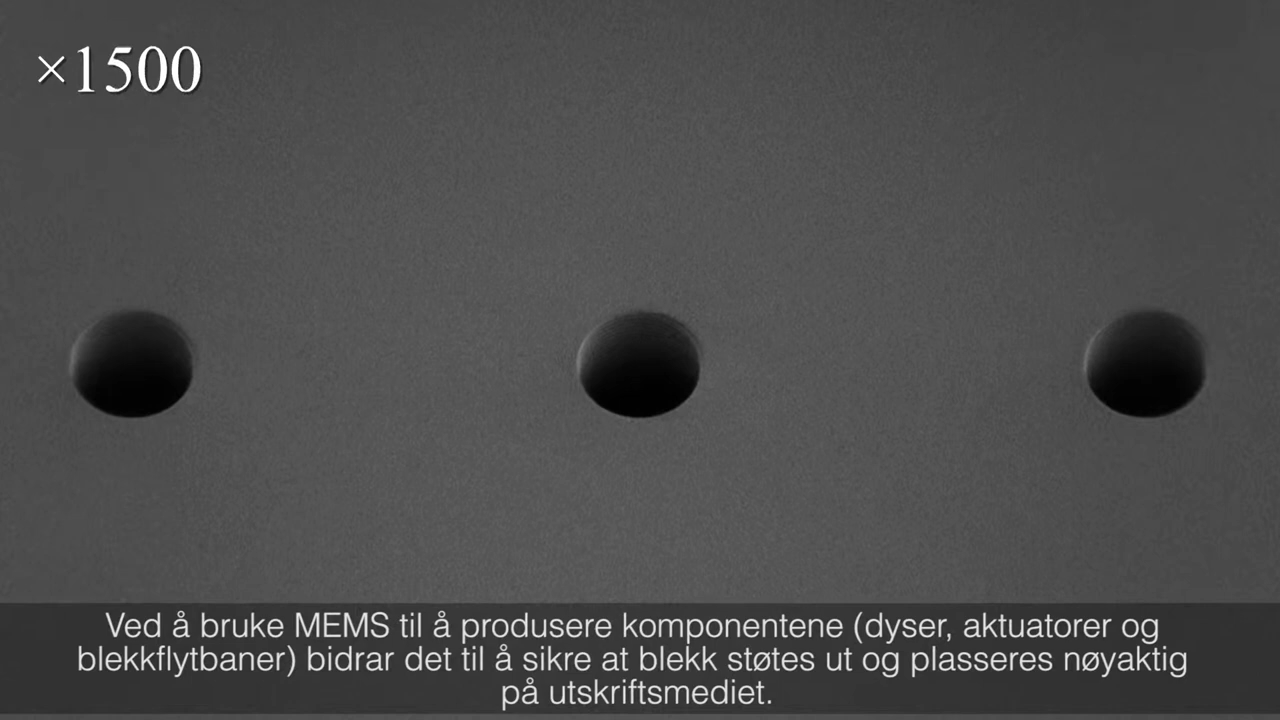 ×1500
Ved å bruke MEMS til å produsere komponentene (dyser, aktuatorer og
blekkflytbaner) bidrar det til å sikre at blekk støtes ut og plasseres nøyaktig
på utskriftsmediet.